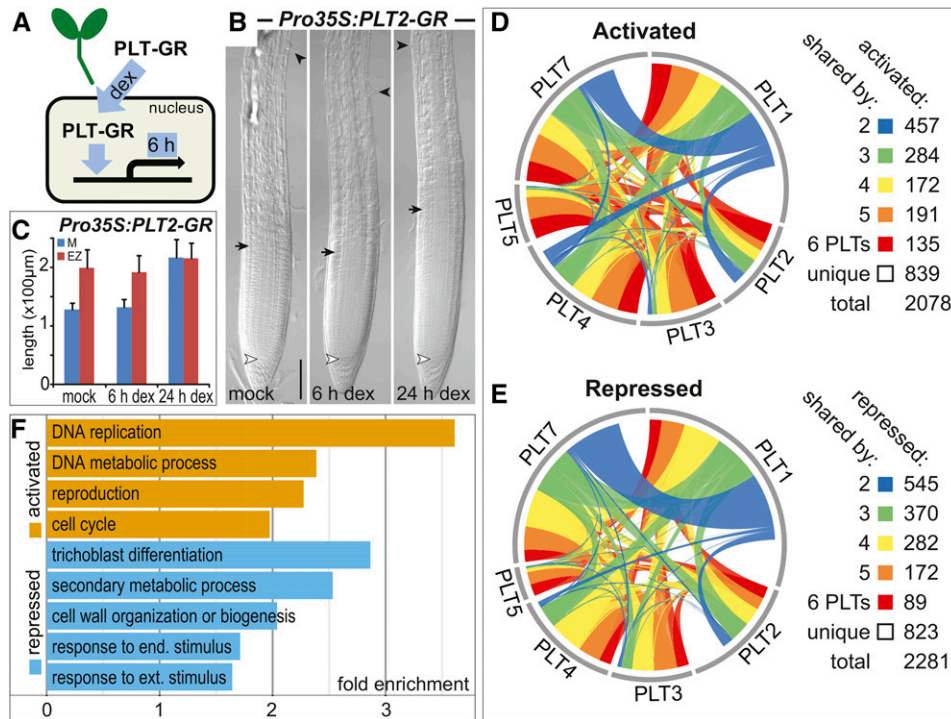 A
PLT-GR
dex
nucleus
PLT-GR
6 h
B
Pro35S:PLT2-GR
mock
6 h dex
24 h dex
C
Pro35S:PLT2-GR
M
EZ
length (x100µm)
2
1
0
mock
6 h dex
24 h dex
D
Activated
PLT7
PLT1
PLT5
PLT2
PLT4
PLT3
shared by:
activated:
2 457
3 284
4 172
5 191
6 PLTs 135
unique 839
total 2078
E
Repressed
PLT7
PLT1
PLT5
PLT2
PLT4
PLT3
shared by:
repressed:
2 545
3 370
4 282
5 172
6 PLTs 89
unique 823
total 2281
F
activated
repressed
DNA replication
DNA metabolic process
reproduction
cell cycle
trichoblast differentiation
secondary metabolic process
cell wall organization or biogenesis
response to end. stimulus
response to ext. stimulus
fold enrichment
0 1 2 3